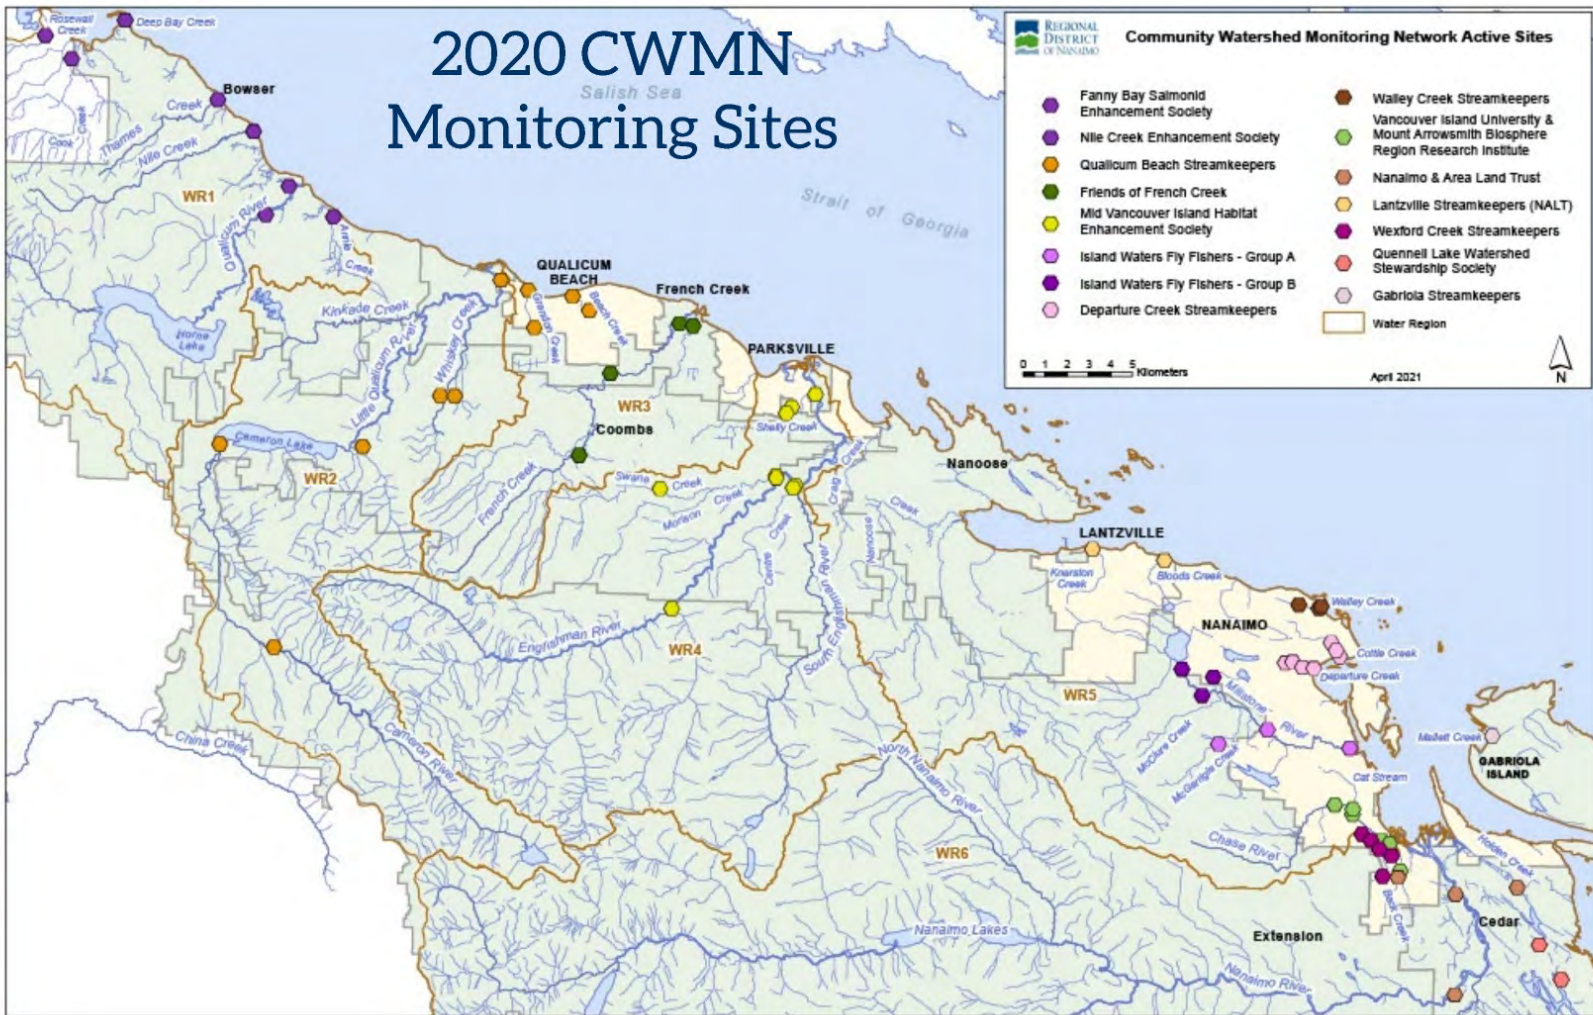 2020 CWMN
Monitoring Sites
REGIONAL
DISTRICT
OF NANAIMO
Community Watershed Monitoring Network Active Sites
Fanny Bay Salmonid
Enhancement Society
Nile Creek Enhancement Society
Qualicum Beach Streamkeepers
Friends of French Creek
Mid Vancouver Island Habitat
Enhancement Society
Island Waters Fly Fishers - Group A
Island Waters Fly Fishers - Group B
Departure Creek Streamkeepers
Walley Creek Streamkeepers
Vancouver Island University &
Mount Arrowsmith Biosphere
Region Research Institute
Nanaimo & Area Land Trust
Lantzville Streamkeepers (NALT)
Wexford Creek Streamkeepers
Quennell Lake Watershed
Stewardship Society
Gabriola Streamkeepers
Water Region
0 1 2 3 4 5 Kilometers
April 2021
N
Rosewall
Creek
Deep Bay Creek
Salish Sea
Bowser
Thames Creek
Cook Creek
Nile Creek
WR1
Strait of Georgia
Qualicum River
Annie
Creek
QUALICUM
BEACH
French Creek
Kinkade Creek
Horne
Lake
Grandon Creek
Beach Creek
Little Qualicum River
Whiskey Creek
PARKSVILLE
WR3
Coombs
Shelly Creek
Cameron Lake
WR2
French Creek
Swane Creek
Morison Creek
Craig Creek
Nanoose
Nanoose Creek
Centre Creek
LANTZVILLE
Knarston
Creek
Bloods Creek
Walley Creek
NANAIMO
Englishman River
South Englishman River
WR4
Cottle Creek
Departure Creek
WR5
Millstone River
McClure Creek
McGarrigle Creek
Mallett Creek
GABRIOLA
ISLAND
China Creek
Cameron River
North Nanaimo River
Cat Stream
Chase River
WR6
Holden Creek
Beck Creek
Cedar
Nanaimo Lakes
Extension
Nanaimo River